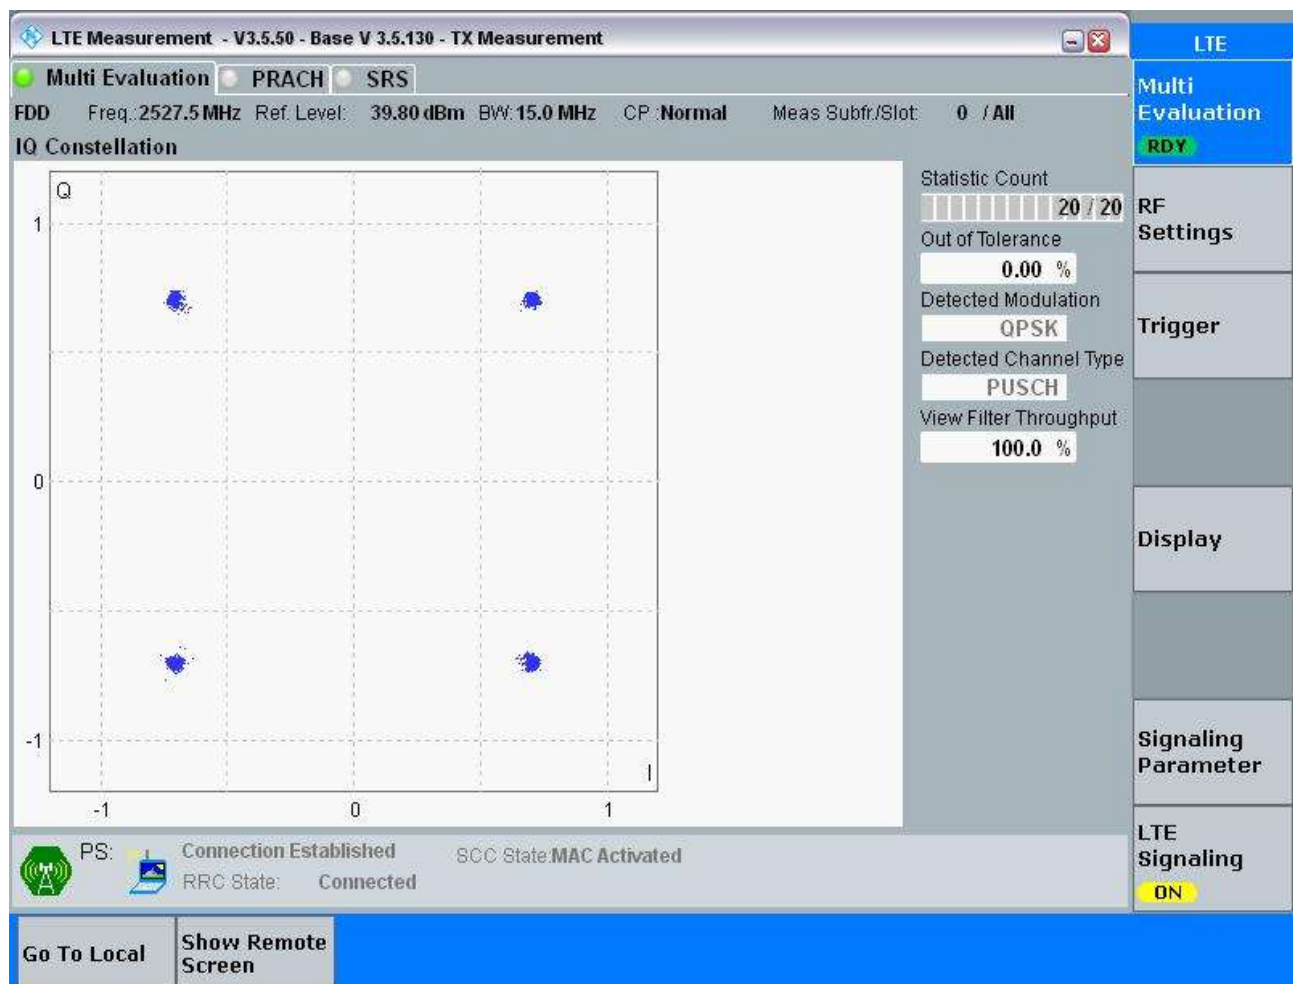 LTE Measurement - V3.5.50 - Base V 3.5.130 - TX Measurement
LTE
Multi Evaluation PRACH SRS
FDD Freq.:2527.5 MHz Ref. Level: 39.80 dBm BW:15.0 MHz CP :Normal Meas Subfr./Slot: 0 / All
IQ Constellation
Multi
Evaluation
RDY
Q
1
0
-1
I
-1 0 1
Statistic Count
20 / 20
Out of Tolerance
0.00 %
Detected Modulation
QPSK
Detected Channel Type
PUSCH
View Filter Throughput
100.0 %
RF
Settings
Trigger
Display
Signaling
Parameter
LTE
Signaling
ON
PS: Connection Established SCC State:MAC Activated
RRC State: Connected
Go To Local
Show Remote
Screen